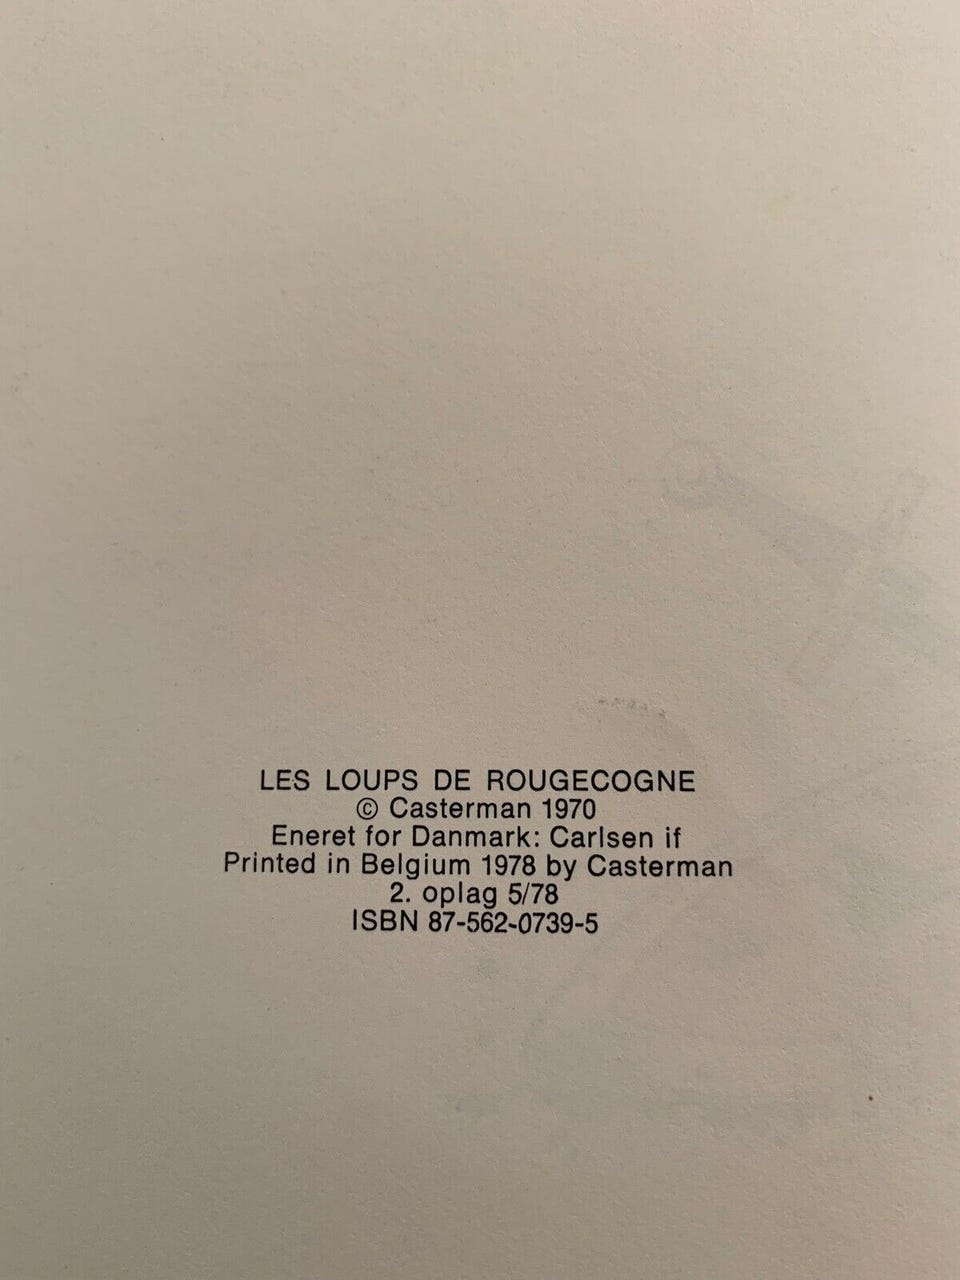 LES LOUPS DE ROUGECOGNE
© Casterman 1970
Eneret for Danmark: Carlsen if
Printed in Belgium 1978 by Casterman
2. oplag 5/78
ISBN 87-562-0739-5